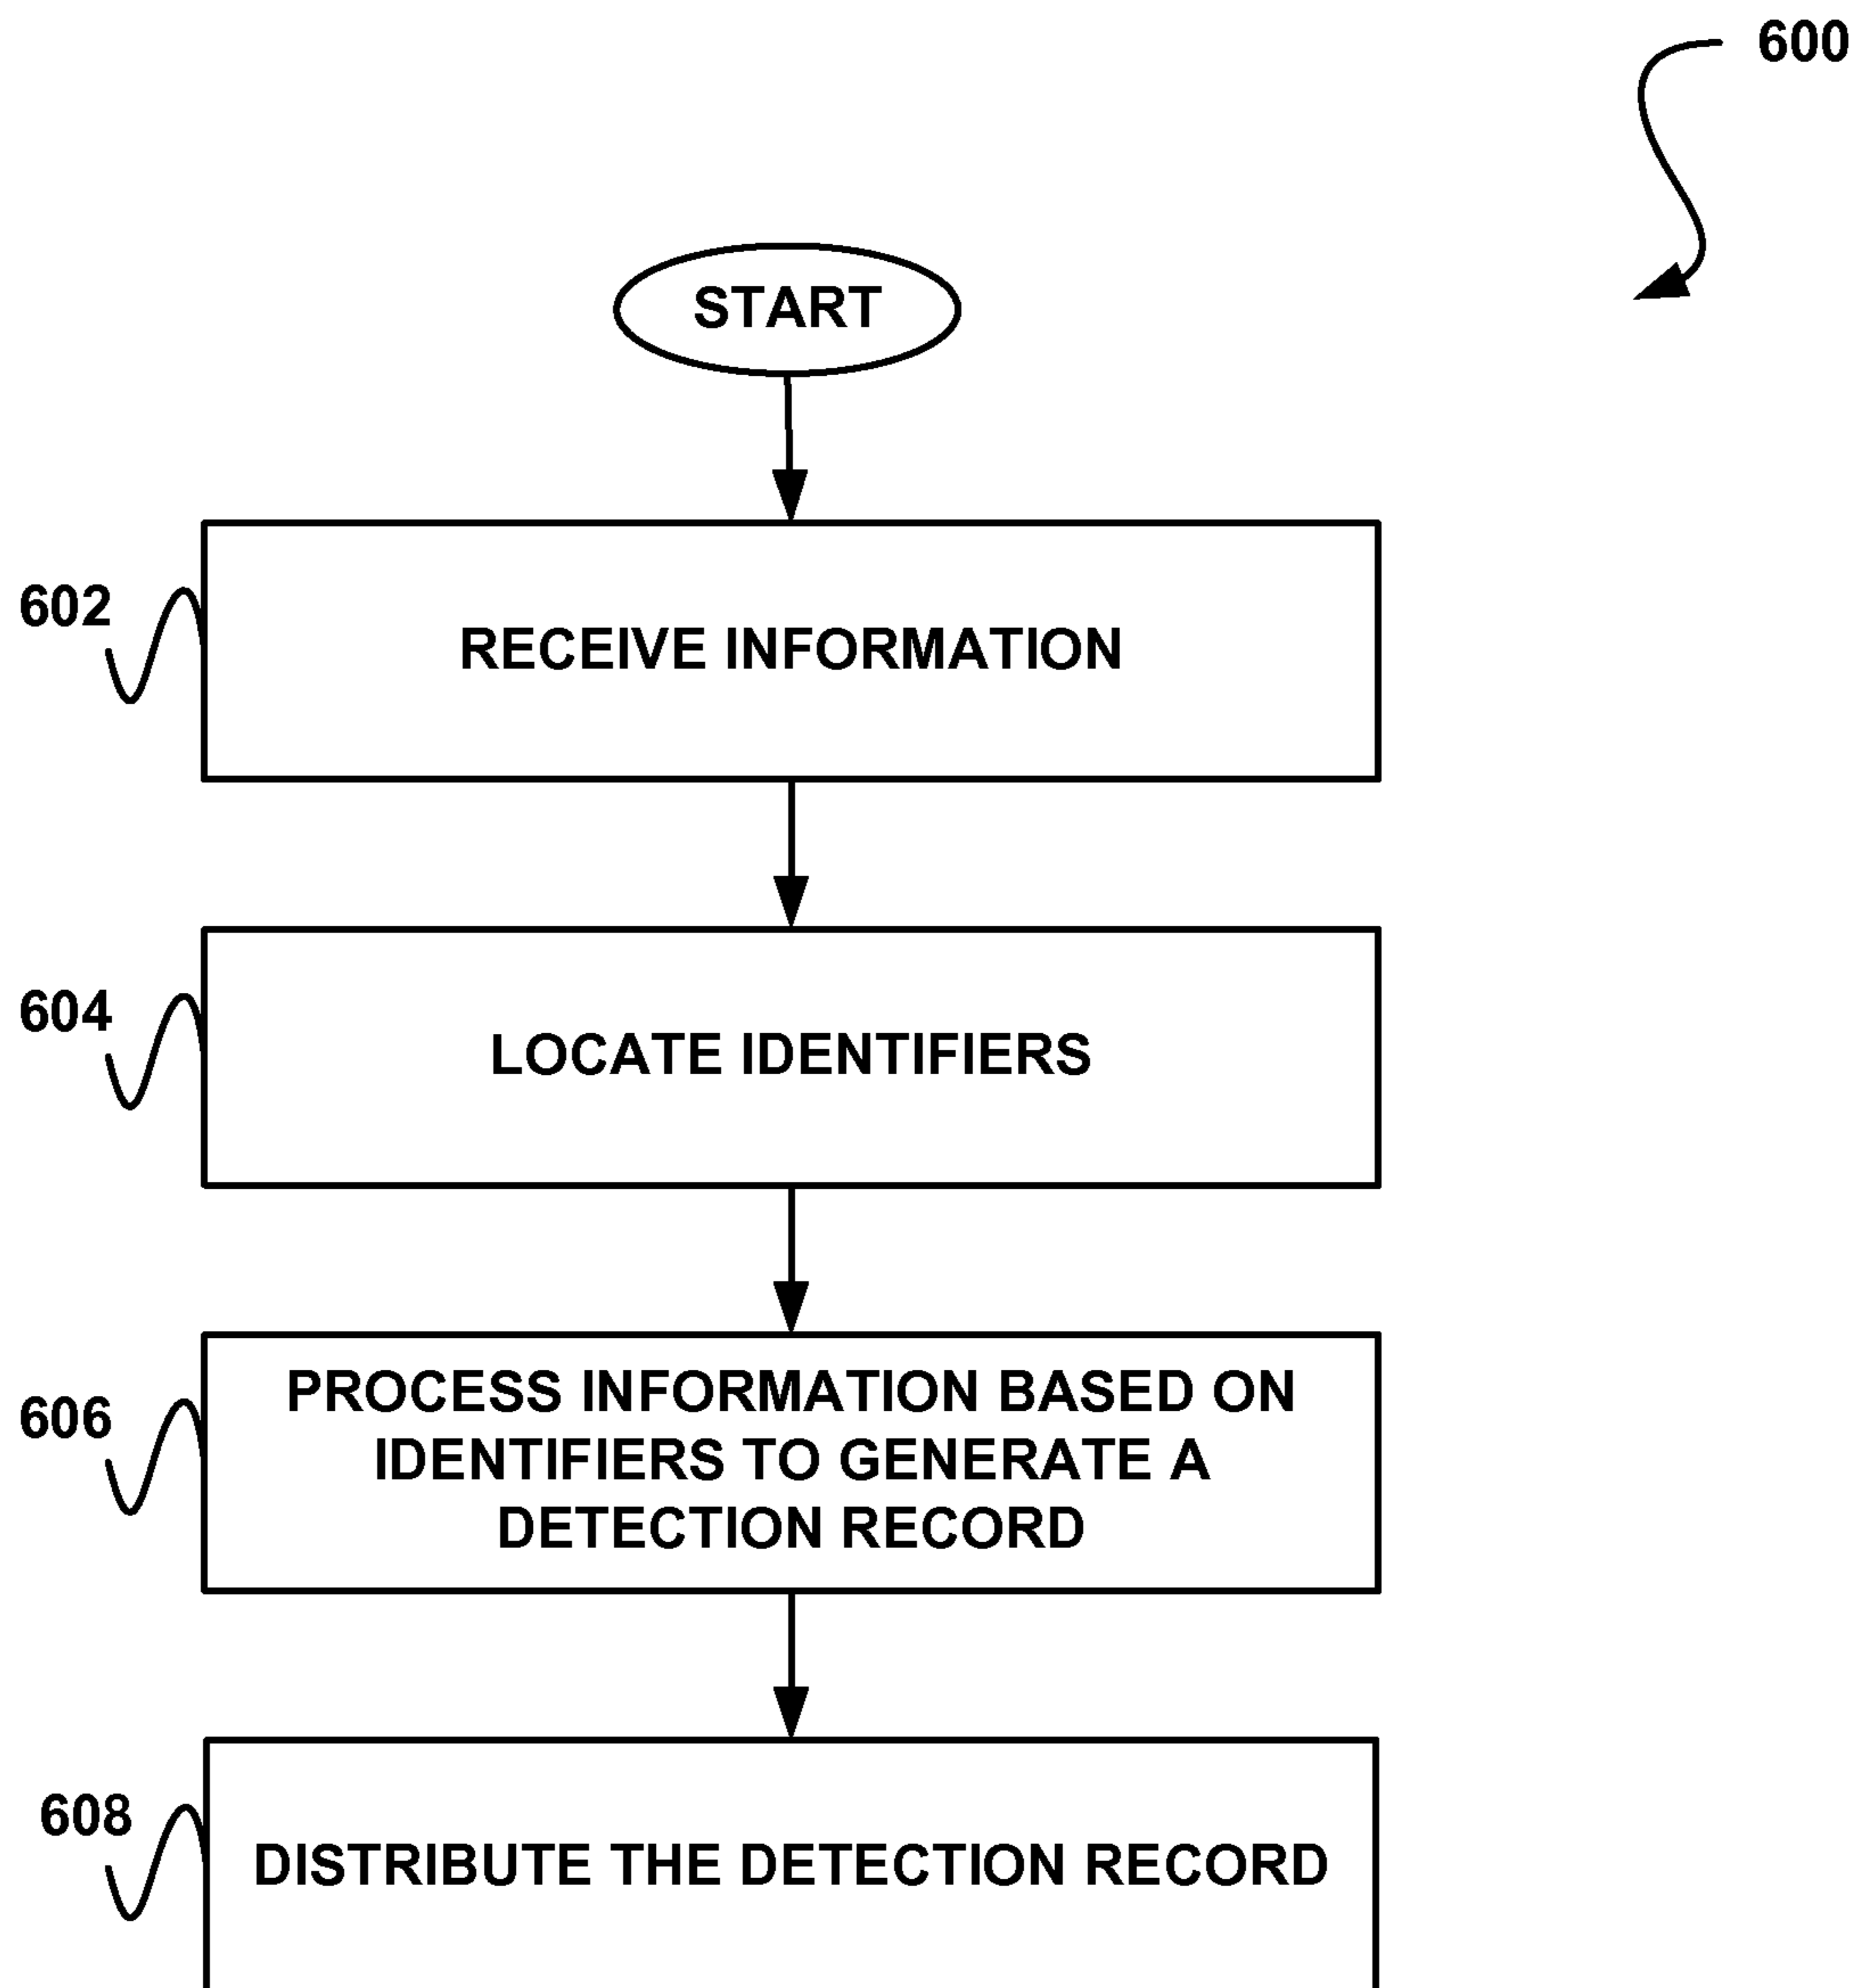 600
START
602
RECEIVE INFORMATION
604
LOCATE IDENTIFIERS
606
PROCESS INFORMATION BASED ON
IDENTIFIERS TO GENERATE A
DETECTION RECORD
608
DISTRIBUTE THE DETECTION RECORD